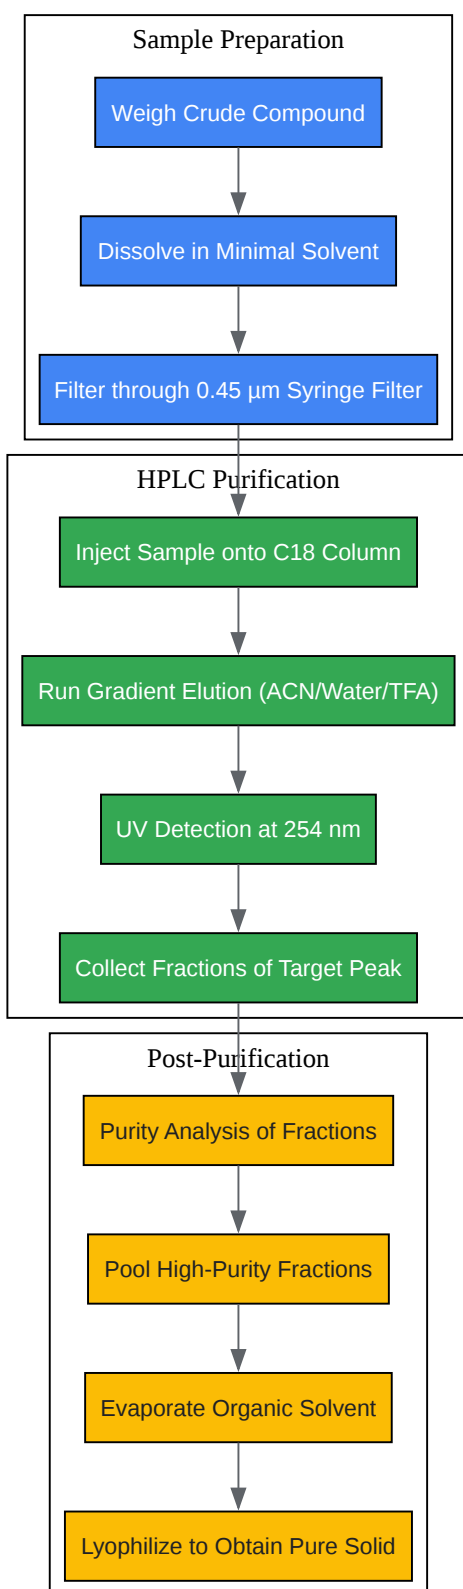 Sample Preparation
Weigh Crude Compound
Dissolve in Minimal Solvent
Filter through 0.45 µm Syringe Filter
HPLC Purification
Inject Sample onto C18 Column
Run Gradient Elution (ACN/Water/TFA)
UV Detection at 254 nm
Collect Fractions of Target Peak
Post-Purification
Purity Analysis of Fractions
Pool High-Purity Fractions
Evaporate Organic Solvent
Lyophilize to Obtain Pure Solid